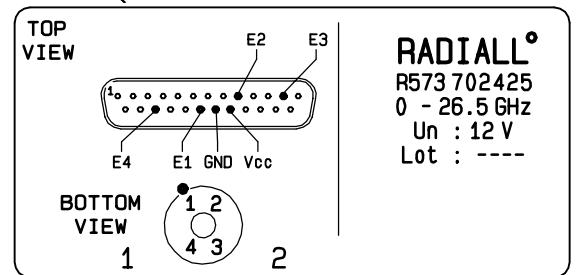 TOP
VIEW
E2
E3
1
E4
E1
GND
Vcc
BOTTOM
VIEW
1 2
4 3
1
2
RADIALL°
R573 702425
0 - 26.5 GHz
Un : 12 V
Lot : ----